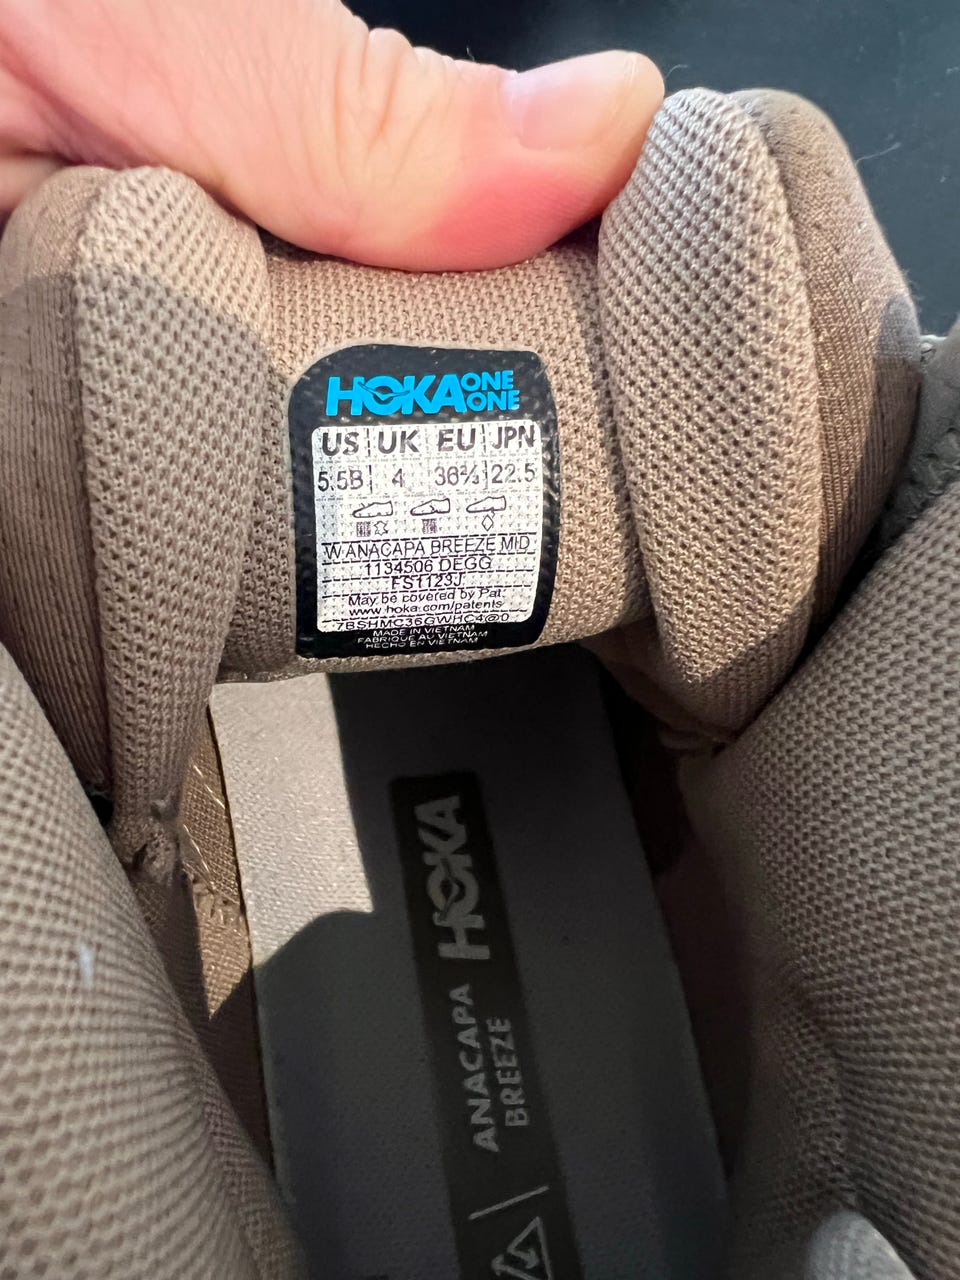 HOKA ONE ONE
US UK EU JPN
5.5B 4 36⅔ 22.5
W ANACAPA BREEZE MID
1134506 DEGG
FS1123J
May be covered by Pat.
www.hoka.com/patents
7BSHMC36GWHC4@0
MADE IN VIETNAM
FABRIQUE AU VIETNAM
HECHO EN VIETNAM
HOKA
ANACAPA
BREEZE